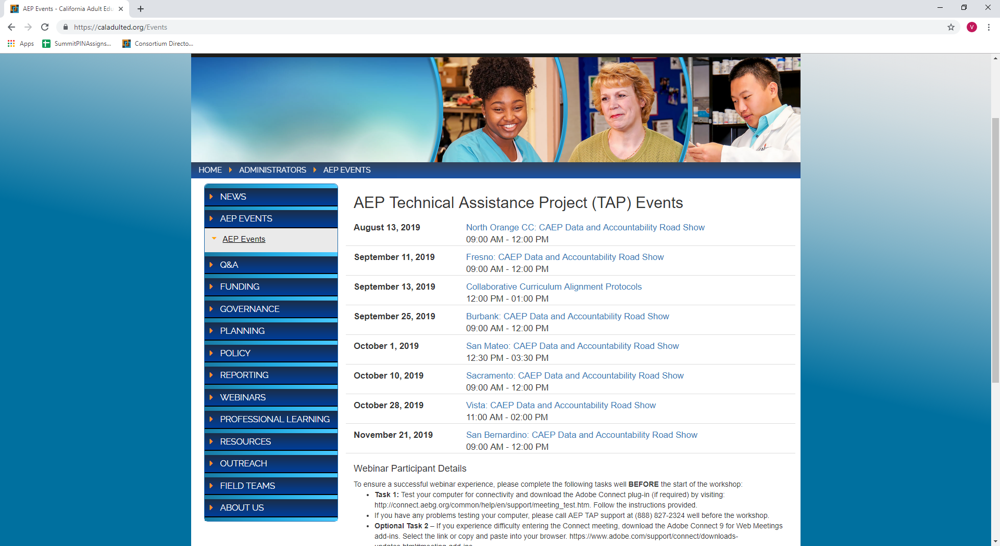 AEP Events - California Adult Edu
https://caladulted.org/Events
V
Apps
SummitPINAssigns...
Consortium Directo...
HOME
ADMINISTRATORS
AEP EVENTS
NEWS
AEP EVENTS
AEP Events
Q&A
FUNDING
GOVERNANCE
PLANNING
POLICY
REPORTING
WEBINARS
PROFESSIONAL LEARNING
RESOURCES
OUTREACH
FIELD TEAMS
ABOUT US
AEP Technical Assistance Project (TAP) Events
August 13, 2019
North Orange CC: CAEP Data and Accountability Road Show
09:00 AM - 12:00 PM
September 11, 2019
Fresno: CAEP Data and Accountability Road Show
09:00 AM - 12:00 PM
September 13, 2019
Collaborative Curriculum Alignment Protocols
12:00 PM - 01:00 PM
September 25, 2019
Burbank: CAEP Data and Accountability Road Show
09:00 AM - 12:00 PM
October 1, 2019
San Mateo: CAEP Data and Accountability Road Show
12:30 PM - 03:30 PM
October 10, 2019
Sacramento: CAEP Data and Accountability Road Show
09:00 AM - 12:00 PM
October 28, 2019
Vista: CAEP Data and Accountability Road Show
11:00 AM - 02:00 PM
November 21, 2019
San Bernardino: CAEP Data and Accountability Road Show
09:00 AM - 12:00 PM
Webinar Participant Details
To ensure a successful webinar experience, please complete the following tasks well BEFORE the start of the workshop:
• Task 1: Test your computer for connectivity and download the Adobe Connect plug-in (if required) by visiting:
http://connect.aebg.org/common/help/en/support/meeting_test.htm. Follow the instructions provided.
• If you have any problems testing your computer, please call AEP TAP support at (888) 827-2324 well before the workshop.
• Optional Task 2 – If you experience difficulty entering the Connect meeting, download the Adobe Connect 9 for Web Meetings
add-ins. Select the link or copy and paste into your browser. https://www.adobe.com/support/connect/downloads-
updates.html#meeting-add-ins